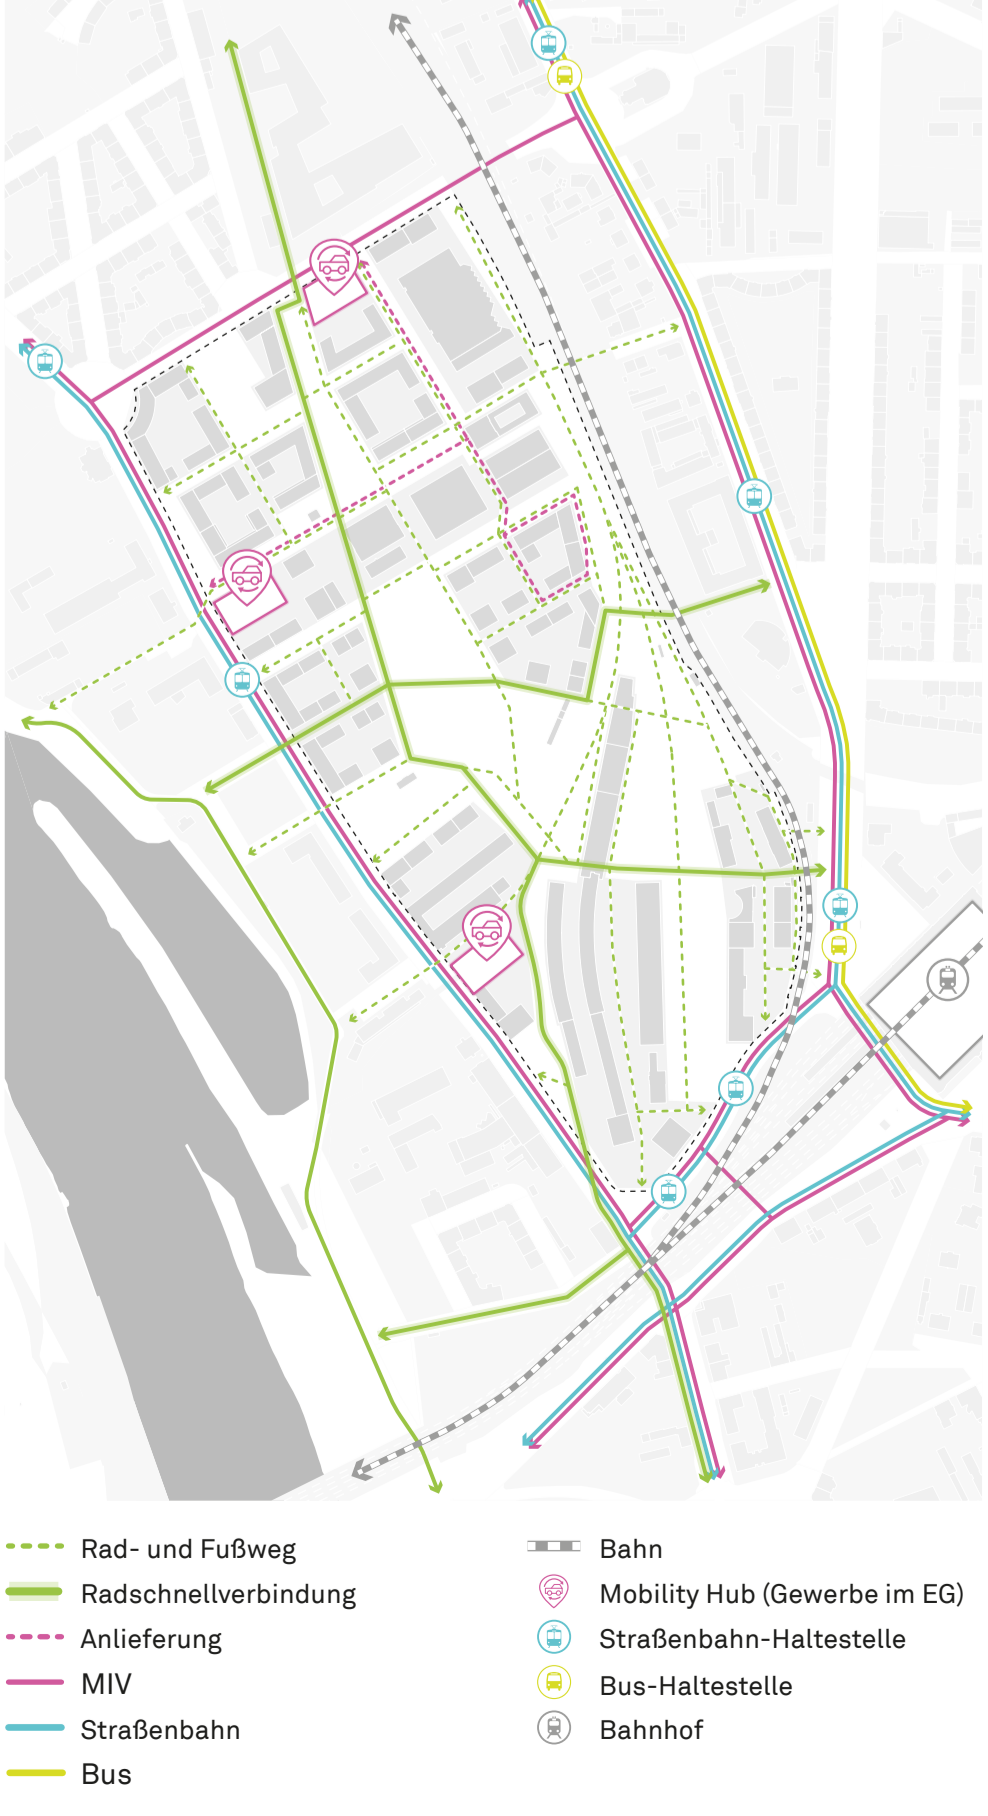 Rad- und Fußweg
Radschnellverbindung
Anlieferung
MIV
Straßenbahn
Bus
Bahn
Mobility Hub (Gewerbe im EG)
Straßenbahn-Haltestelle
Bus-Haltestelle
Bahnhof